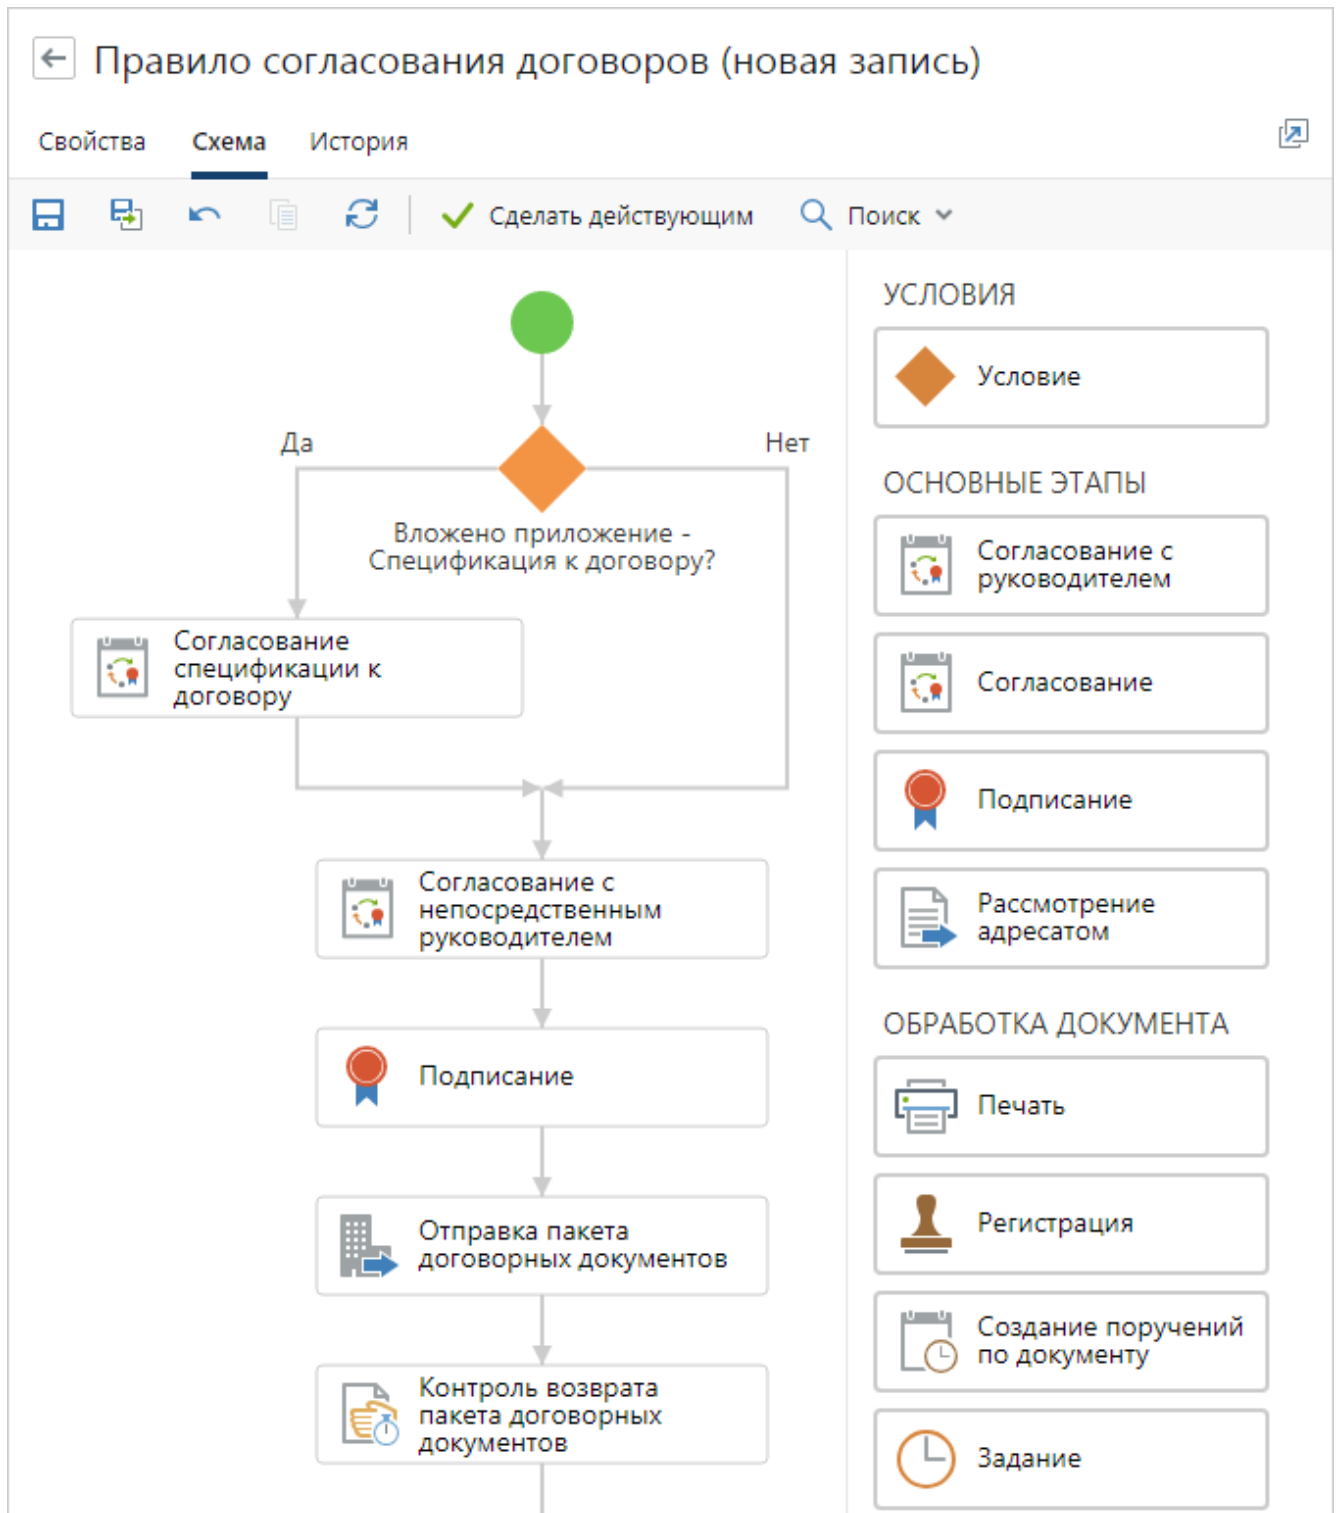 Правило согласования договоров (новая запись)
Свойства Схема История
Сделать действующим Поиск
Да
Нет
Вложено приложение -
Спецификация к договору?
Согласование
спецификации к
договору
Согласование с
непосредственным
руководителем
Подписание
Отправка пакета
договорных документов
Контроль возврата
пакета договорных
документов
УСЛОВИЯ
Условие
ОСНОВНЫЕ ЭТАПЫ
Согласование с
руководителем
Согласование
Подписание
Рассмотрение
адресатом
ОБРАБОТКА ДОКУМЕНТА
Печать
Регистрация
Создание поручений
по документу
Задание